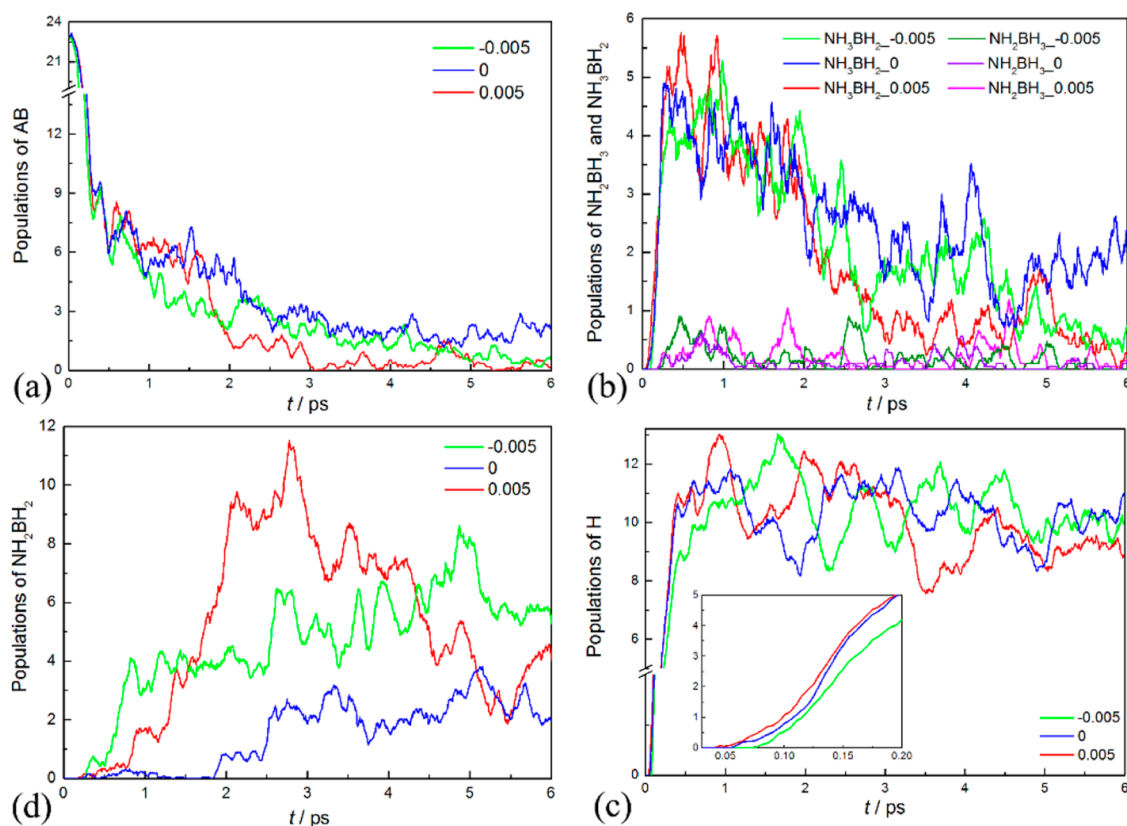 24
23
12
9
6
3
0
Populations of AB
-0.005
0
0.005
(a)
0 1 2 3 4 5 6
t / ps
6
5
4
3
2
1
0
Populations of NH2BH3 and NH3BH2
NH3BH2_-0.005
NH3BH2_0
NH3BH2_0.005
NH2BH3_-0.005
NH2BH3_0
NH2BH3_0.005
(b)
0 1 2 3 4 5 6
t / ps
12
10
8
6
4
2
0
Populations of NH2BH2
-0.005
0
0.005
(d)
0 1 2 3 4 5 6
t / ps
12
10
8
6
0
Populations of H
5
4
3
2
1
0
0.05 0.10 0.15 0.20
-0.005
0
0.005
(c)
0 1 2 3 4 5 6
t / ps